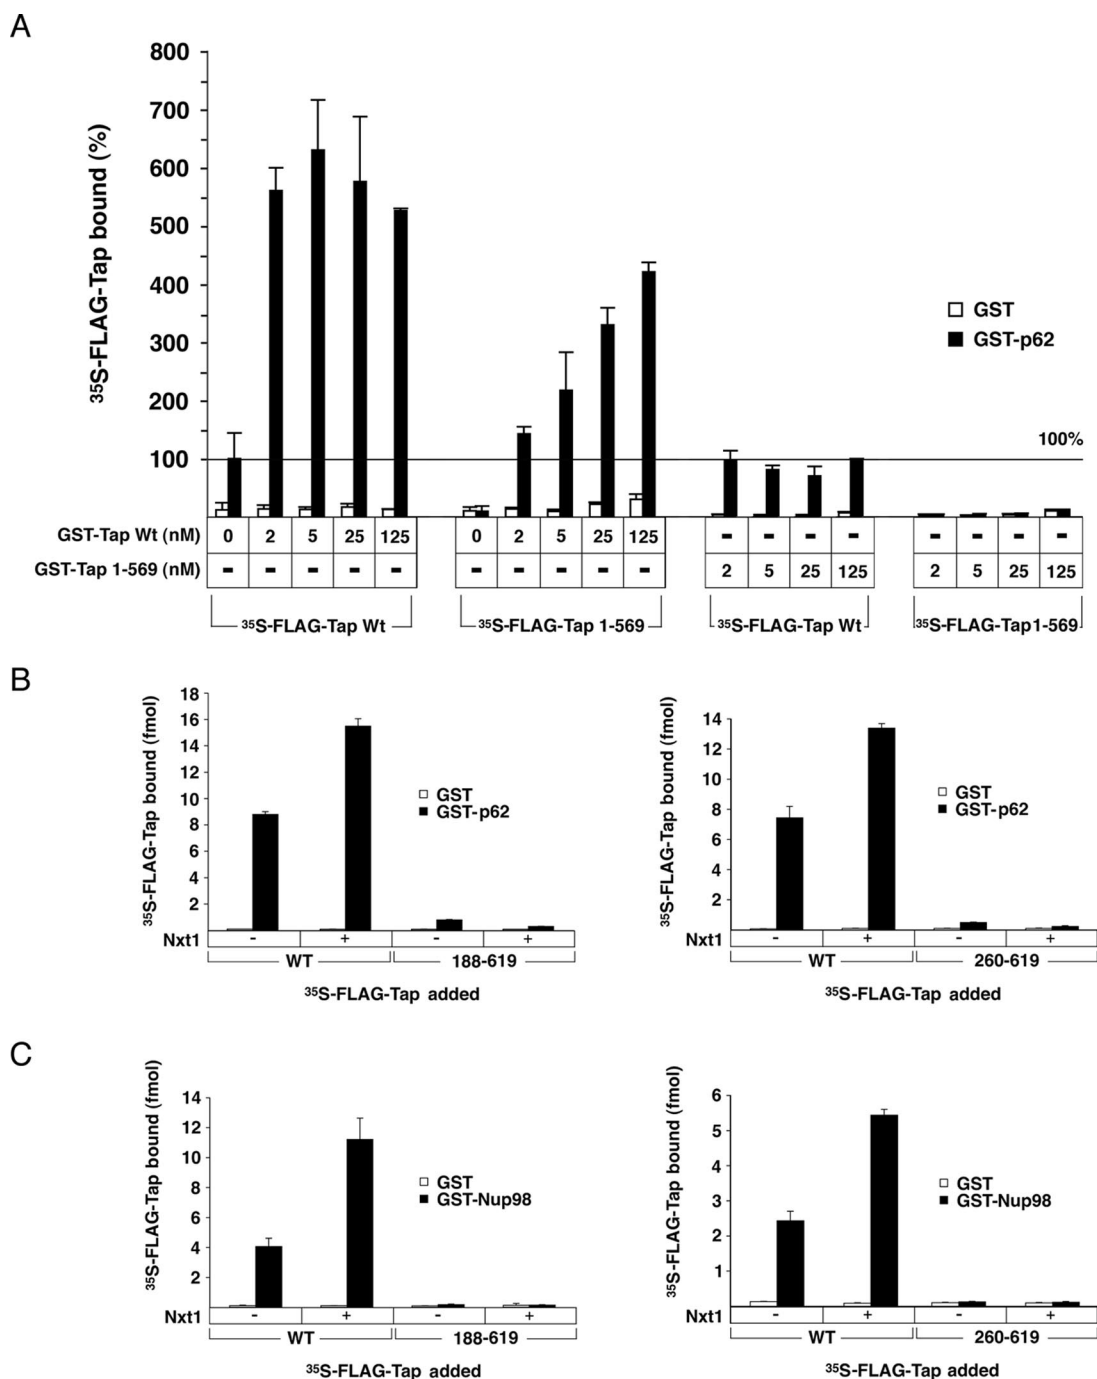 A
³⁵S-FLAG-Tap bound (%)
800
700
600
500
400
300
200
100
GST
GST-p62
100%
GST-Tap Wt (nM) 0 2 5 25 125 0 2 5 25 125 - - - - - - - -
GST-Tap 1-569 (nM) - - - - - - - - - - 2 5 25 125 2 5 25 125
³⁵S-FLAG-Tap Wt ³⁵S-FLAG-Tap 1-569 ³⁵S-FLAG-Tap Wt ³⁵S-FLAG-Tap1-569
B
³⁵S-FLAG-Tap bound (fmol)
18
16
14
12
10
8
6
4
2
GST
GST-p62
Nxt1 - + - +
WT 188-619
³⁵S-FLAG-Tap added
³⁵S-FLAG-Tap bound (fmol)
14
12
10
8
6
4
2
GST
GST-p62
Nxt1 - + - +
WT 260-619
³⁵S-FLAG-Tap added
C
³⁵S-FLAG-Tap bound (fmol)
14
12
10
8
6
4
2
GST
GST-Nup98
Nxt1 - + - +
WT 188-619
³⁵S-FLAG-Tap added
³⁵S-FLAG-Tap bound (fmol)
6
5
4
3
2
1
GST
GST-Nup98
Nxt1 - + - +
WT 260-619
³⁵S-FLAG-Tap added